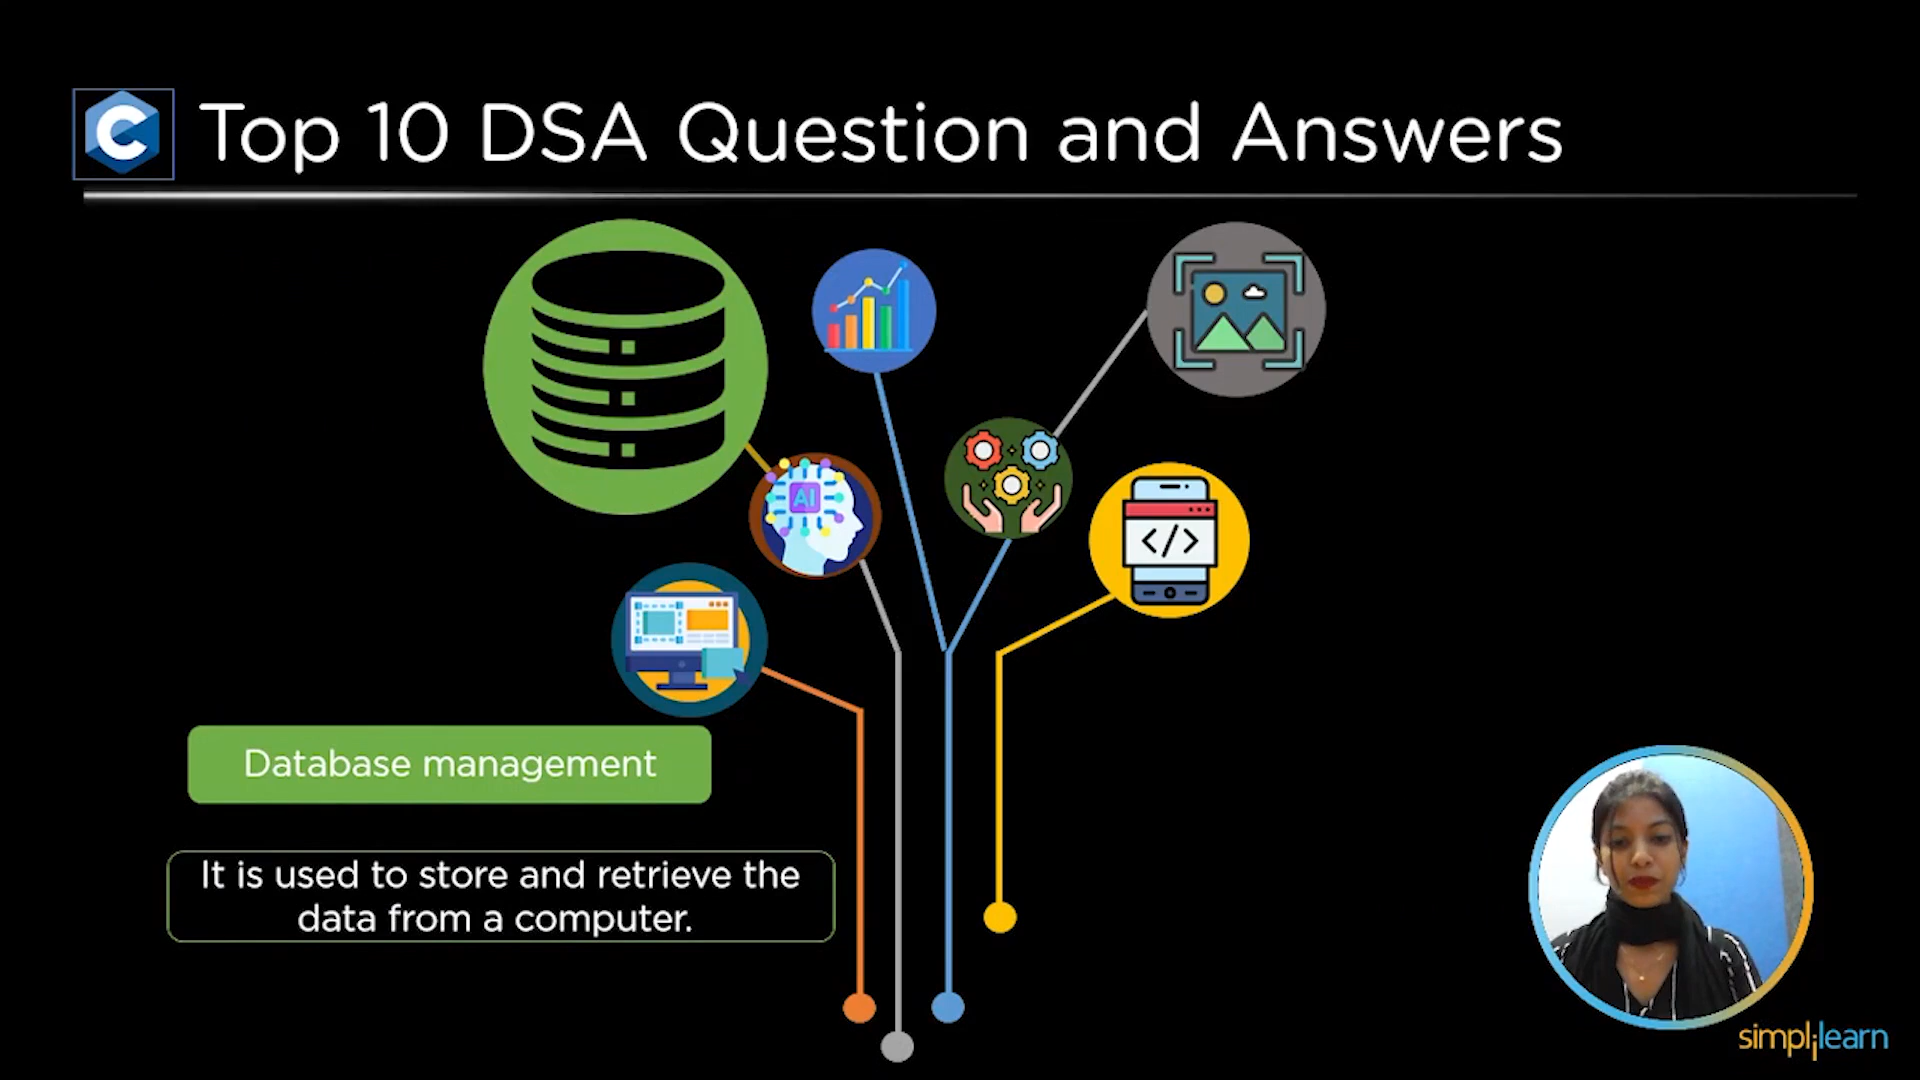 C
Top 10 DSA Question and Answers
AI
</>
Database management
It is used to store and retrieve the
data from a computer.
simplilearn